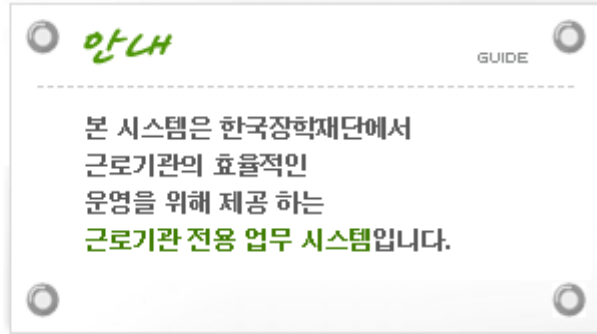 안내
GUIDE
본 시스템은 한국장학재단에서
근로기관의 효율적인
운영을 위해 제공 하는
근로기관 전용 업무 시스템입니다.